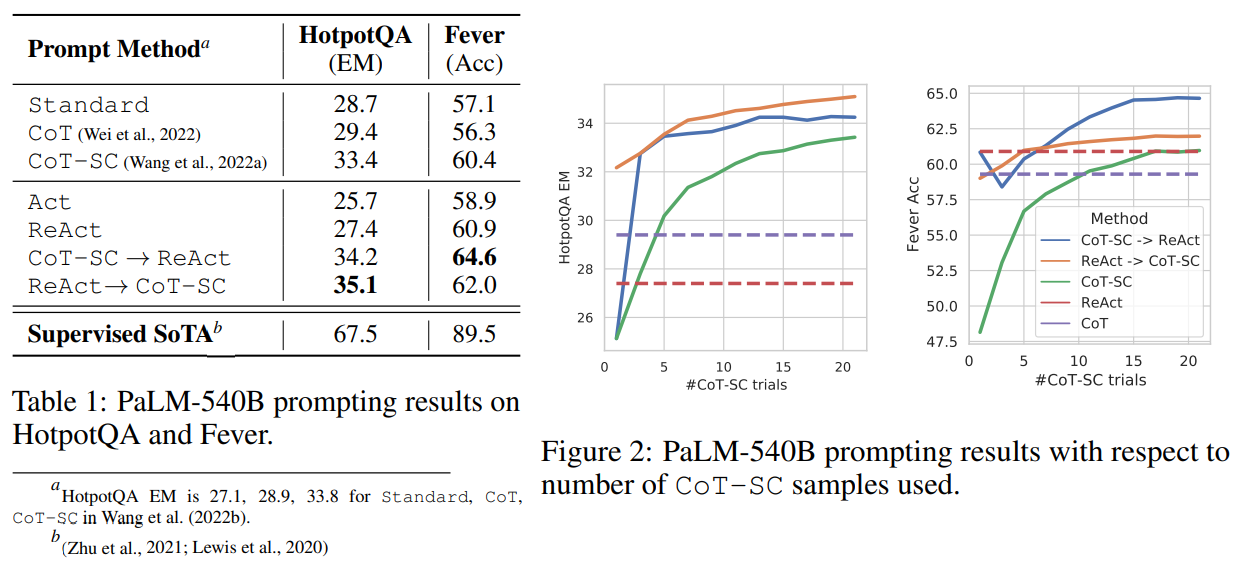 Prompt Method^a HotpotQA Fever
(EM) (Acc)
Standard 28.7 57.1
CoT (Wei et al., 2022) 29.4 56.3
CoT-SC (Wang et al., 2022a) 33.4 60.4
Act 25.7 58.9
ReAct 27.4 60.9
CoT-SC → ReAct 34.2 64.6
ReAct→ CoT-SC 35.1 62.0
Supervised SoTA^b 67.5 89.5
Table 1: PaLM-540B prompting results on
HotpotQA and Fever.
^a HotpotQA EM is 27.1, 28.9, 33.8 for Standard, CoT,
CoT-SC in Wang et al. (2022b).
^b (Zhu et al., 2021; Lewis et al., 2020)
HotpotQA EM
34
32
30
28
26
0 5 10 15 20
#CoT-SC trials
Fever Acc
65.0
62.5
60.0
57.5
55.0
52.5
50.0
47.5
0 5 10 15 20
#CoT-SC trials
Method
CoT-SC -> ReAct
ReAct -> CoT-SC
CoT-SC
ReAct
CoT
Figure 2: PaLM-540B prompting results with respect to
number of CoT-SC samples used.